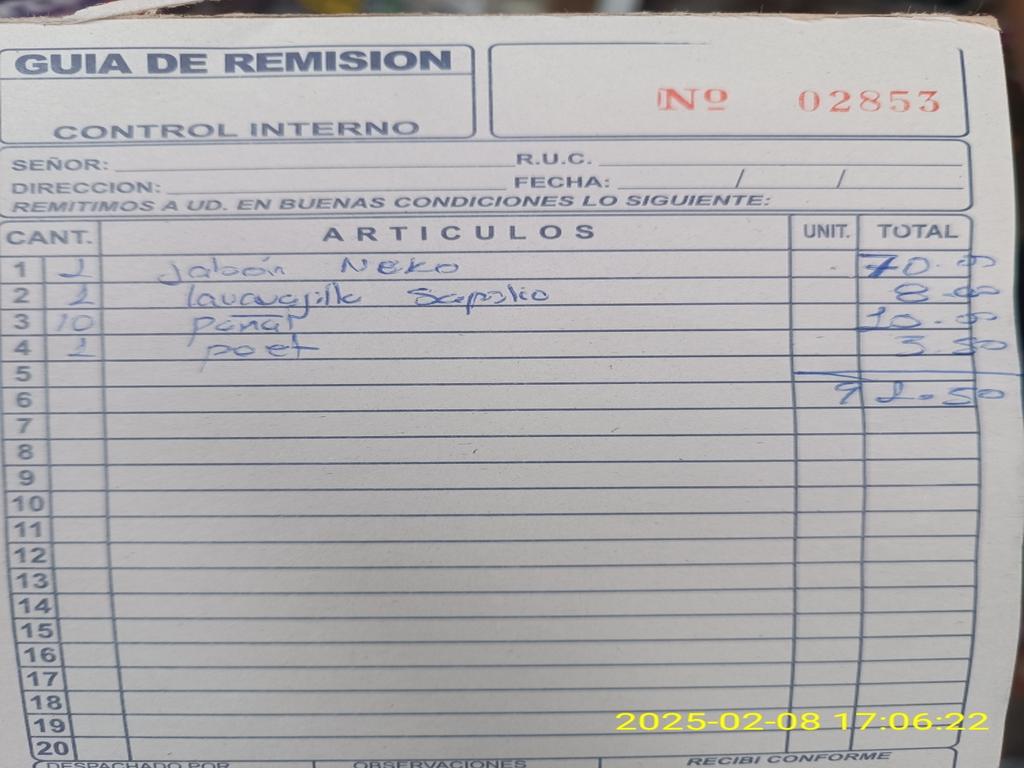 GUIA DE REMISION
CONTROL INTERNO
Nº 02853
SEÑOR:
R.U.C.
DIRECCION:
FECHA: / /
REMITIMOS A UD. EN BUENAS CONDICIONES LO SIGUIENTE:
CANT. ARTICULOS UNIT. TOTAL
1 1 Jabón Neko 70.00
2 1 lavavajilla Sapolio 8.00
3 10 pañal 10.00
4 1 poet 3.50
5
6 91.50
7
8
9
10
11
12
13
14
15
16
17
18
19
20
2025-02-08 17:06:22
DESPACHADO POR OBSERVACIONES RECIBI CONFORME